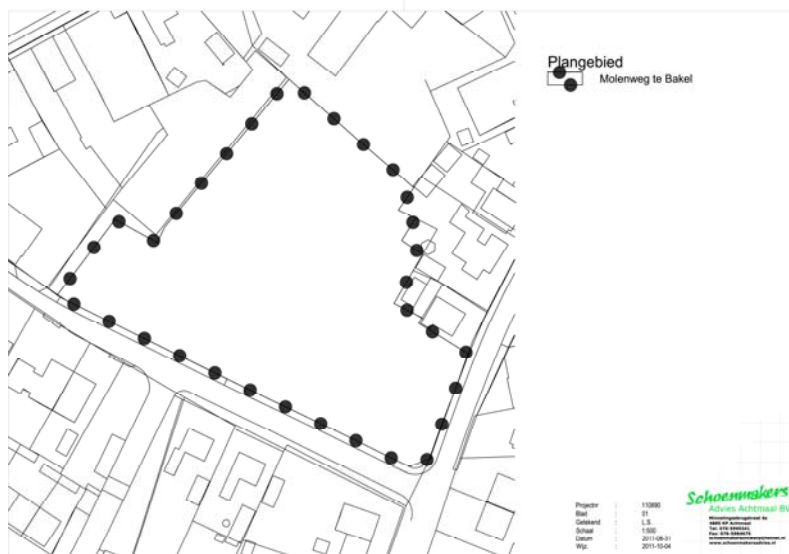 Plangebied
Molenweg te Bakel
Projectnr : 110690
Blad : 01
Getekend : L.S.
Schaal : 1:500
Datum : 2011-08-31
Wijz. : 2011-10-04
Schoenmakers
Advies Achtmaal BV